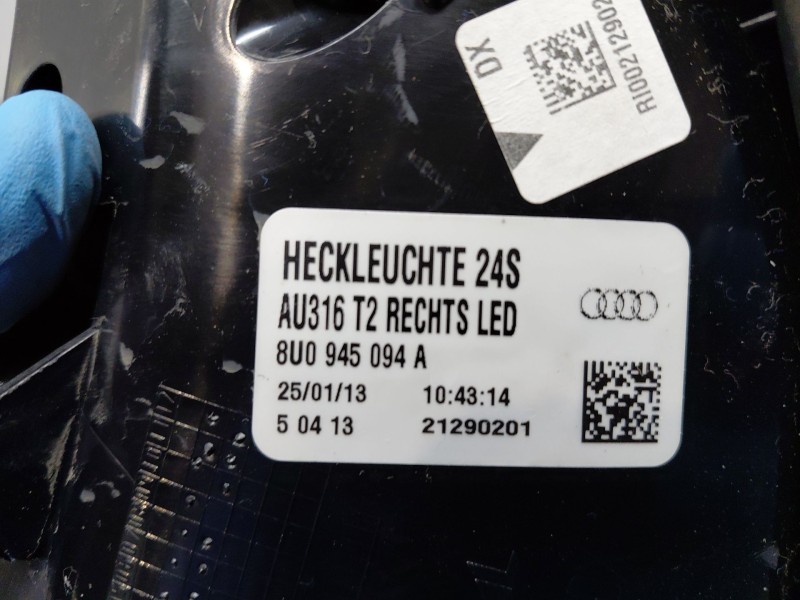 DX
RI00212902
HECKLEUCHTE 24S
AU316 T2 RECHTS LED
8U0 945 094 A
25/01/13 10:43:14
5 04 13 21290201